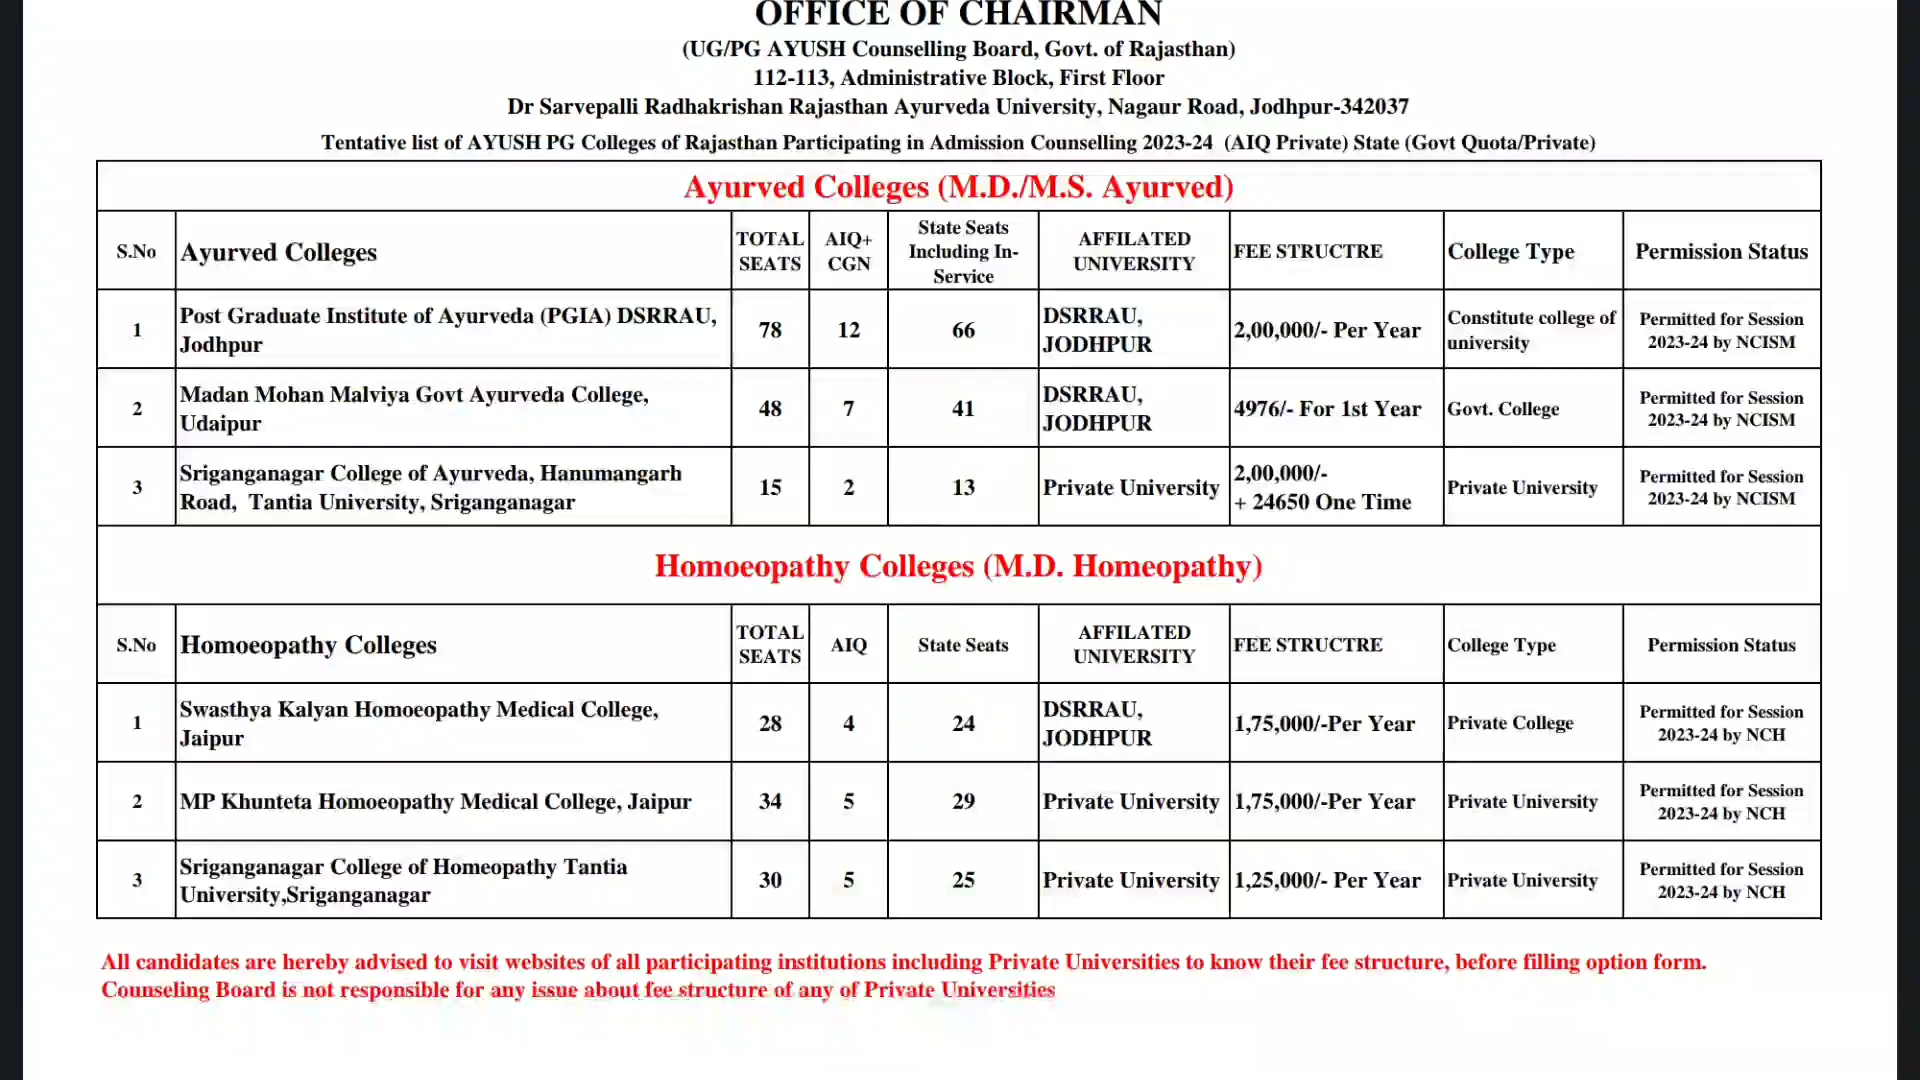 OFFICE OF CHAIRMAN
(UG/PG AYUSH Counselling Board, Govt. of Rajasthan)
112-113, Administrative Block, First Floor
Dr Sarvepalli Radhakrishan Rajasthan Ayurveda University, Nagaur Road, Jodhpur-342037
Tentative list of AYUSH PG Colleges of Rajasthan Participating in Admission Counselling 2023-24 (AIQ Private) State (Govt Quota/Private)
Ayurved Colleges (M.D./M.S. Ayurved)
S.No Ayurved Colleges TOTAL SEATS AIQ+ CGN State Seats Including In-Service AFFILATED UNIVERSITY FEE STRUCTRE College Type Permission Status
1 Post Graduate Institute of Ayurveda (PGIA) DSRRAU, Jodhpur 78 12 66 DSRRAU, JODHPUR 2,00,000/- Per Year Constitute college of university Permitted for Session 2023-24 by NCISM
2 Madan Mohan Malviya Govt Ayurveda College, Udaipur 48 7 41 DSRRAU, JODHPUR 4976/- For 1st Year Govt. College Permitted for Session 2023-24 by NCISM
3 Sriganganagar College of Ayurveda, Hanumangarh Road, Tantia University, Sriganganagar 15 2 13 Private University 2,00,000/- + 24650 One Time Private University Permitted for Session 2023-24 by NCISM
Homoeopathy Colleges (M.D. Homeopathy)
S.No Homoeopathy Colleges TOTAL SEATS AIQ State Seats AFFILATED UNIVERSITY FEE STRUCTRE College Type Permission Status
1 Swasthya Kalyan Homoeopathy Medical College, Jaipur 28 4 24 DSRRAU, JODHPUR 1,75,000/-Per Year Private College Permitted for Session 2023-24 by NCH
2 MP Khunteta Homoeopathy Medical College, Jaipur 34 5 29 Private University 1,75,000/-Per Year Private University Permitted for Session 2023-24 by NCH
3 Sriganganagar College of Homeopathy Tantia University,Sriganganagar 30 5 25 Private University 1,25,000/- Per Year Private University Permitted for Session 2023-24 by NCH
All candidates are hereby advised to visit websites of all participating institutions including Private Universities to know their fee structure, before filling option form.
Counseling Board is not responsible for any issue about fee structure of any of Private Universities